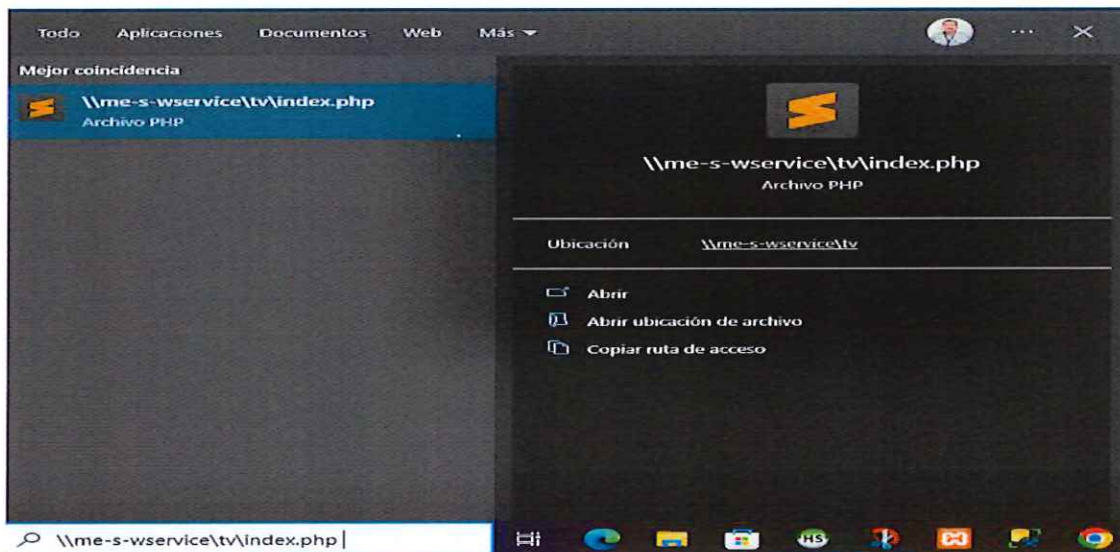 Todo Aplicaciones Documentos Web Más
Mejor coincidencia
\\me-s-wservice\tv\index.php
Archivo PHP
\\me-s-wservice\tv\index.php
Archivo PHP
Ubicación \\me-s-wservice\tv
Abrir
Abrir ubicación de archivo
Copiar ruta de acceso
\\me-s-wservice\tv\index.php
HS